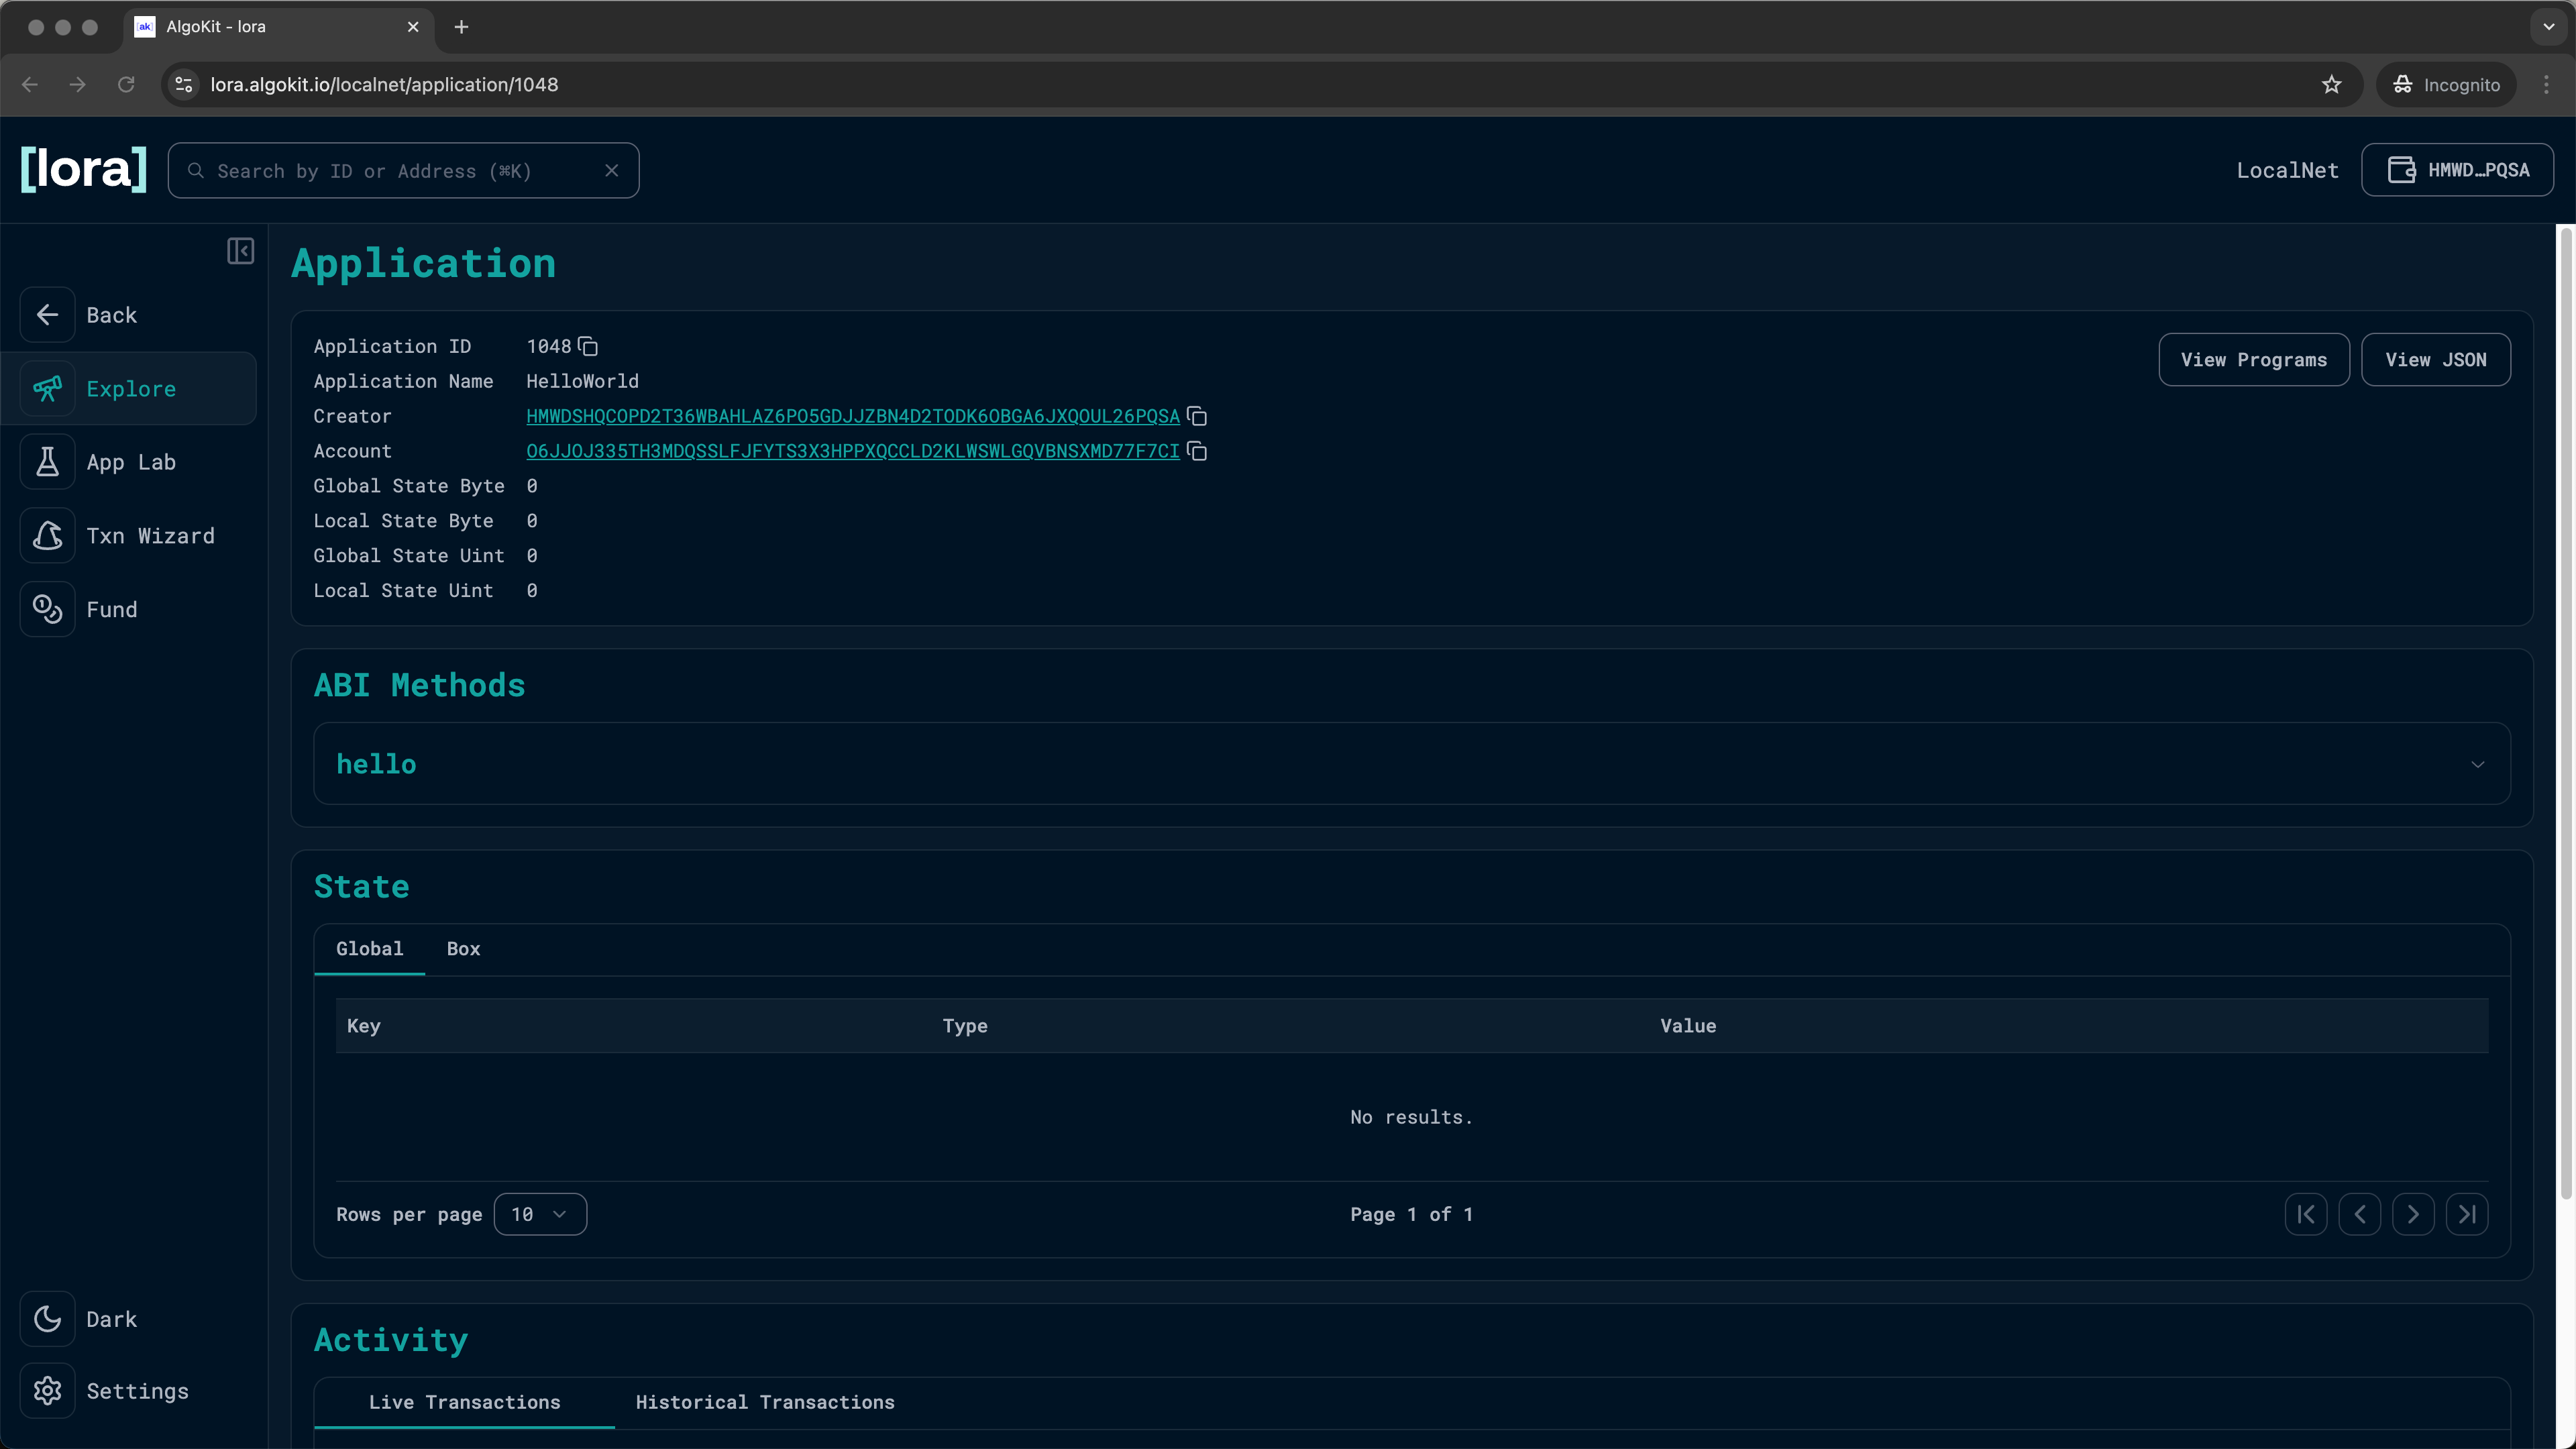 AlgoKit - lora
lora.algokit.io/localnet/application/1048
Incognito
[lora]
Search by ID or Address (⌘K)
LocalNet
HMWD…PQSA
Back
Explore
App Lab
Txn Wizard
Fund
Dark
Settings
Application
Application ID 1048
Application Name HelloWorld
Creator HMWDSHQCOPD2T36WBAHLAZ6PO5GDJJZBN4D2TODK6OBGA6JXQOUL26PQSA
Account O6JJOJ335TH3MDQSSLFJFYTS3X3HPPXQCCLD2KLWSWLGQVBNSXMD77F7CI
Global State Byte 0
Local State Byte 0
Global State Uint 0
Local State Uint 0
View Programs
View JSON
ABI Methods
hello
State
Global Box
Key Type Value
No results.
Rows per page 10 Page 1 of 1
Activity
Live Transactions Historical Transactions